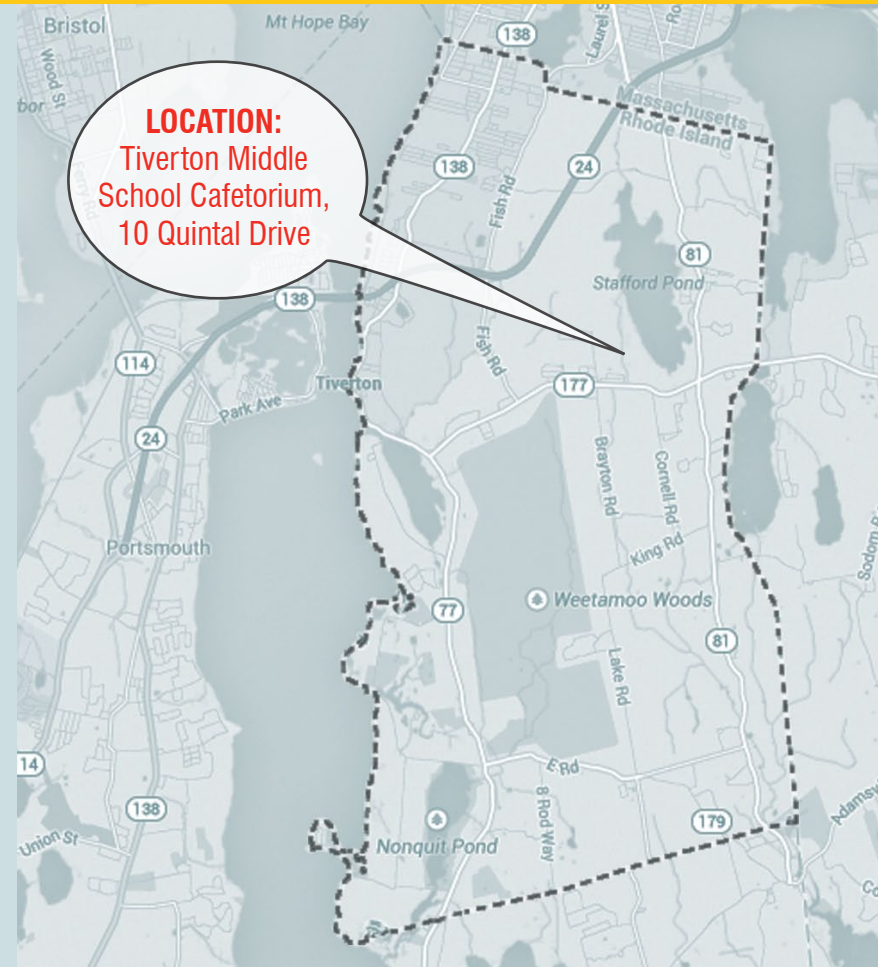 Bristol
Mt Hope Bay
138
Wood St
Massachusetts
Rhode Island
LOCATION:
Tiverton Middle
School Cafetorium,
10 Quintal Drive
138
24
Fish Rd
81
Stafford Pond
138
Fish Rd
114
Tiverton
177
Park Ave
24
Brayton Rd
Cornell Rd
Portsmouth
King Rd
Weetamoo Woods
77
81
Lake Rd
14
E Rd
8 Rod Way
138
179
Union St
Nonquit Pond